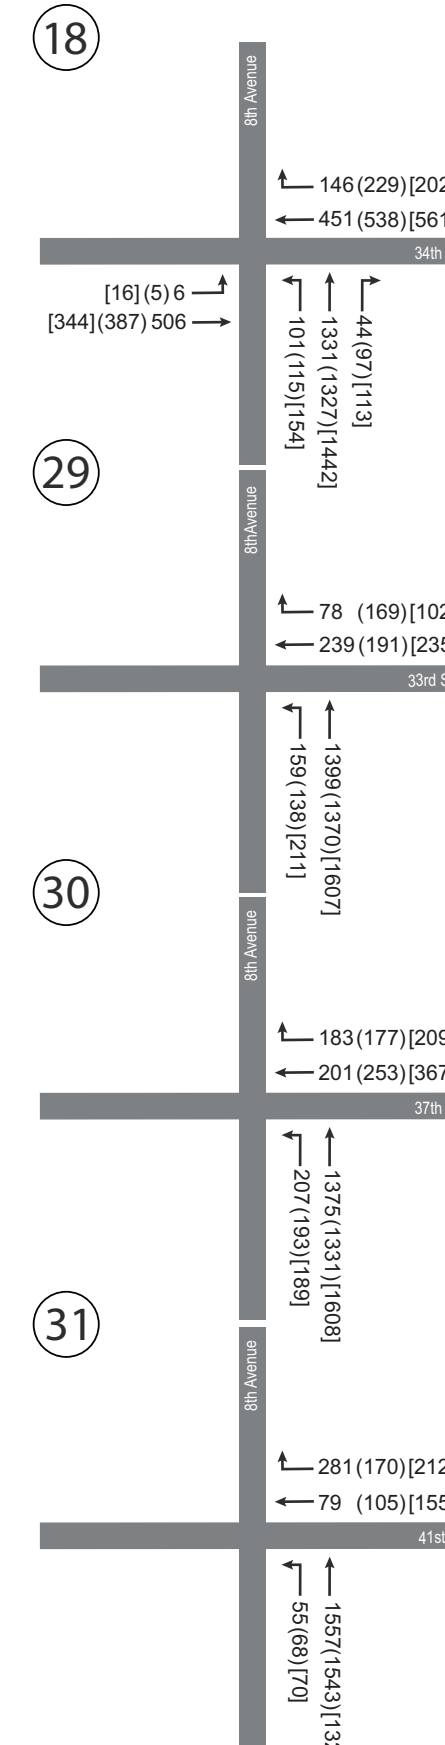 18
8th Avenue
146 (229) [202
451 (538) [561
34th
[16] (5) 6
[344] (387) 506
101 (115) [154]
1331 (1327) [1442]
44 (97) [113]
29
8thAvenue
78 (169) [102
239 (191) [235
33rd S
159 (138) [211]
1399 (1370) [1607]
30
8th Avenue
183 (177) [209
201 (253) [367
37th
207 (193) [189]
1375 (1331) [1608]
31
8th Avenue
281 (170) [212
79 (105) [155
41st
55 (68) [70]
1557 (1543) [132